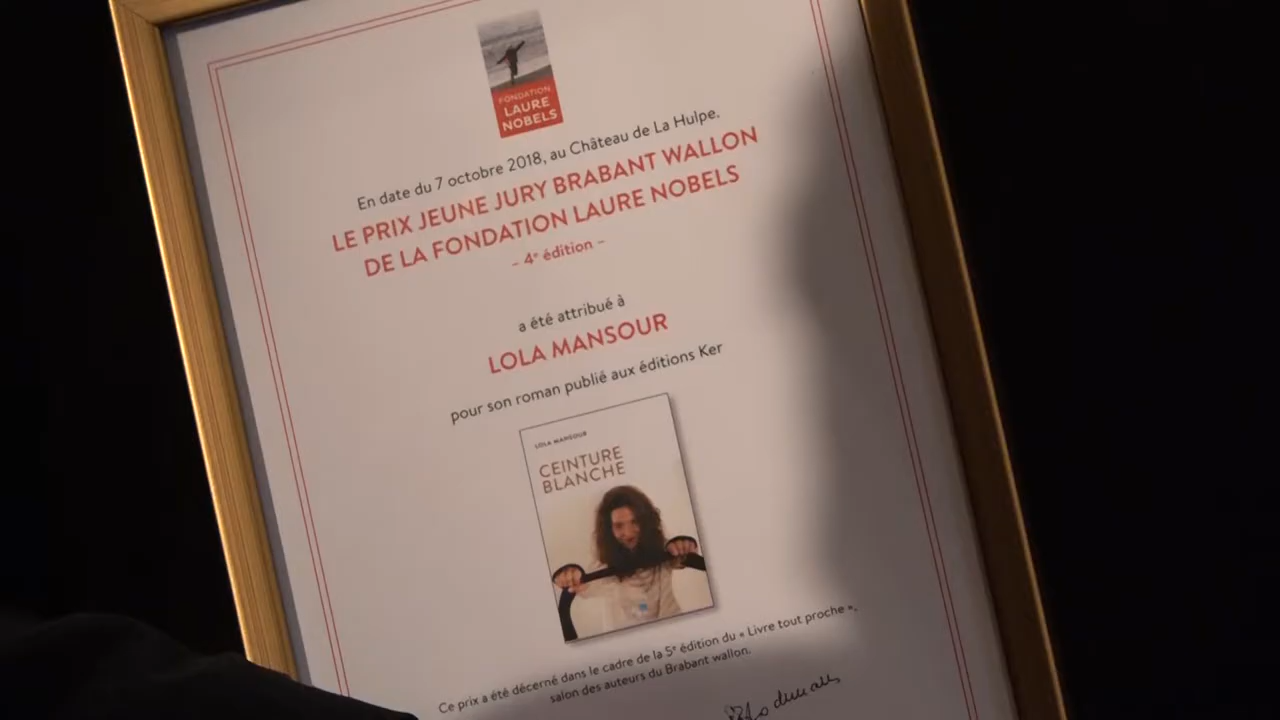 FONDATION
LAURE
NOBELS
En date du 7 octobre 2018, au Château de La Hulpe,
LE PRIX JEUNE JURY BRABANT WALLON
DE LA FONDATION LAURE NOBELS
– 4e édition –
a été attribué à
LOLA MANSOUR
pour son roman publié aux éditions Ker
LOLA MANSOUR
CEINTURE
BLANCHE
Ce prix a été décerné dans le cadre de la 5e édition du « Livre tout proche »,
salon des auteurs du Brabant wallon.